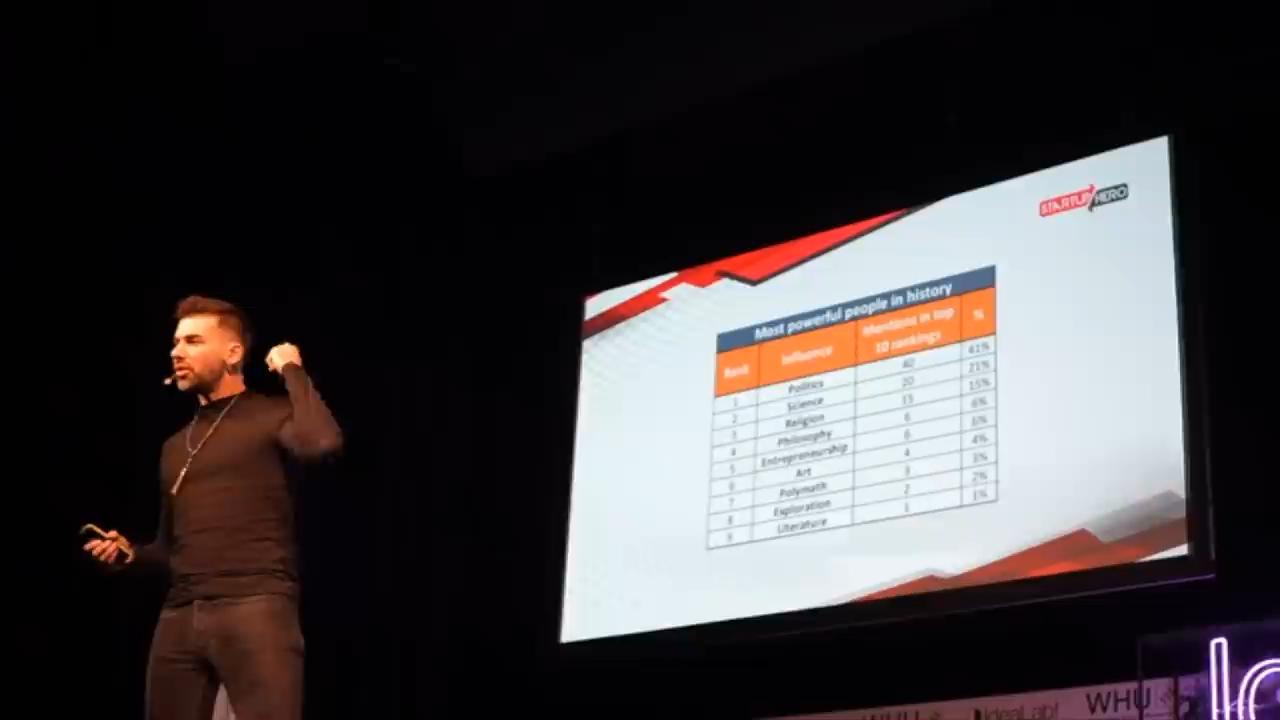 STARTUP HERO
Most powerful people in history
Rank Influence Mentions in top 10 rankings %
1 Politics 40 41%
2 Science 20 21%
3 Religion 15 15%
4 Philosophy 6 6%
5 Entrepreneurship 6 6%
6 Art 4 4%
7 Polymath 3 3%
8 Exploration 2 2%
9 Literature 1 1%
WHU IdeaLab! WHU